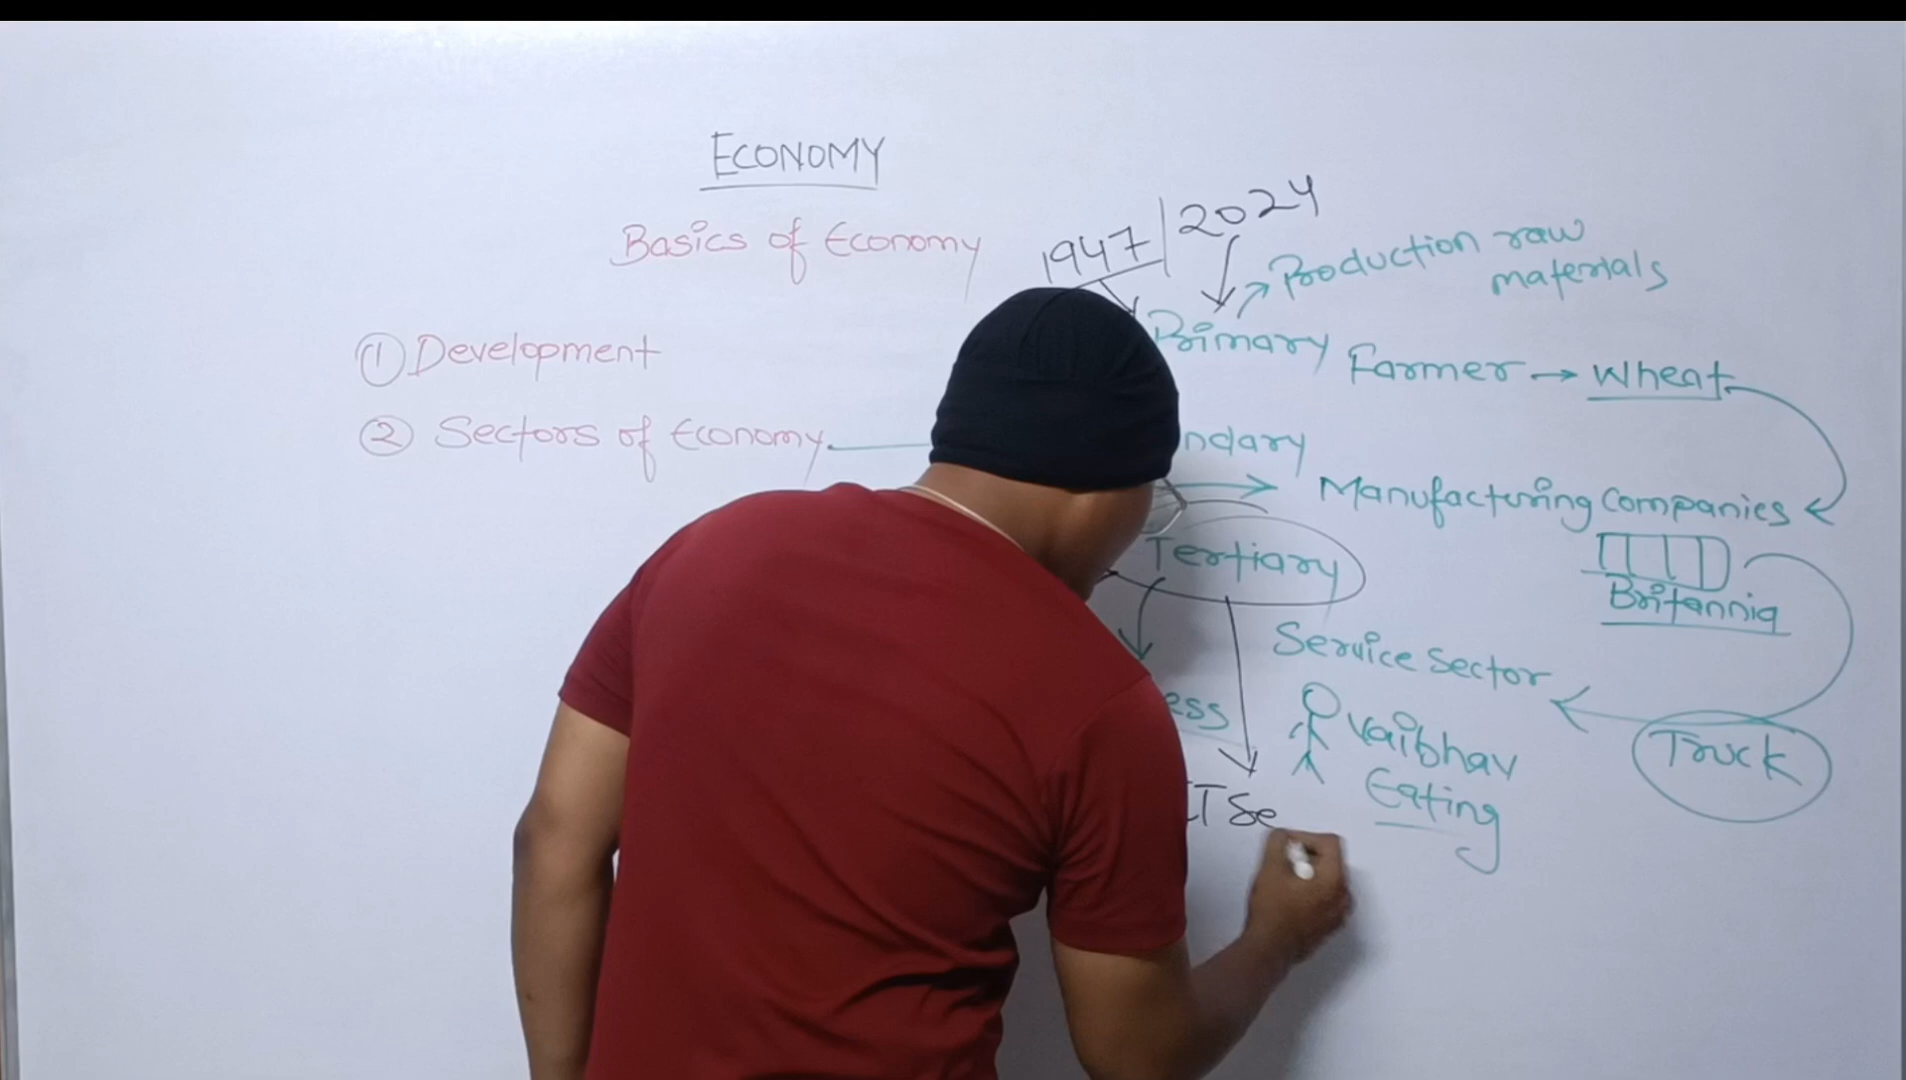 ECONOMY
Basics of Economy
1947 | 2024
Production raw
materials
① Development
Primary
Farmer → Wheat
② Sectors of Economy
ndary
Manufacturing Companies
Tertiary
Britannia
Service Sector
ess
Vaibhav
Eating
Truck
IT Se